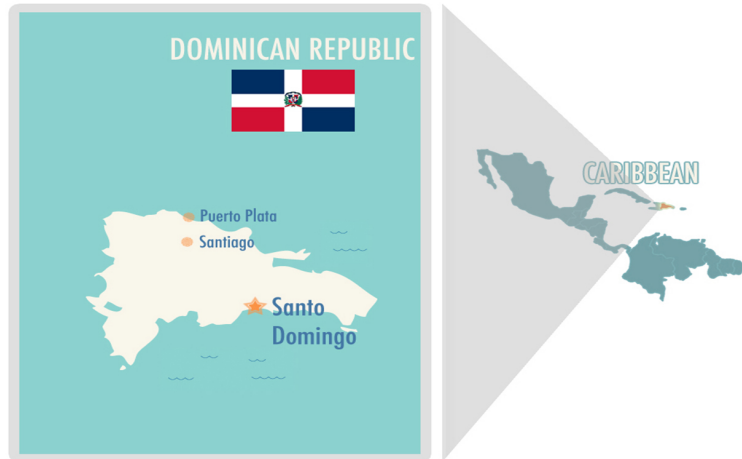 DOMINICAN REPUBLIC
Puerto Plata
Santiago
Santo
Domingo
CARIBBEAN